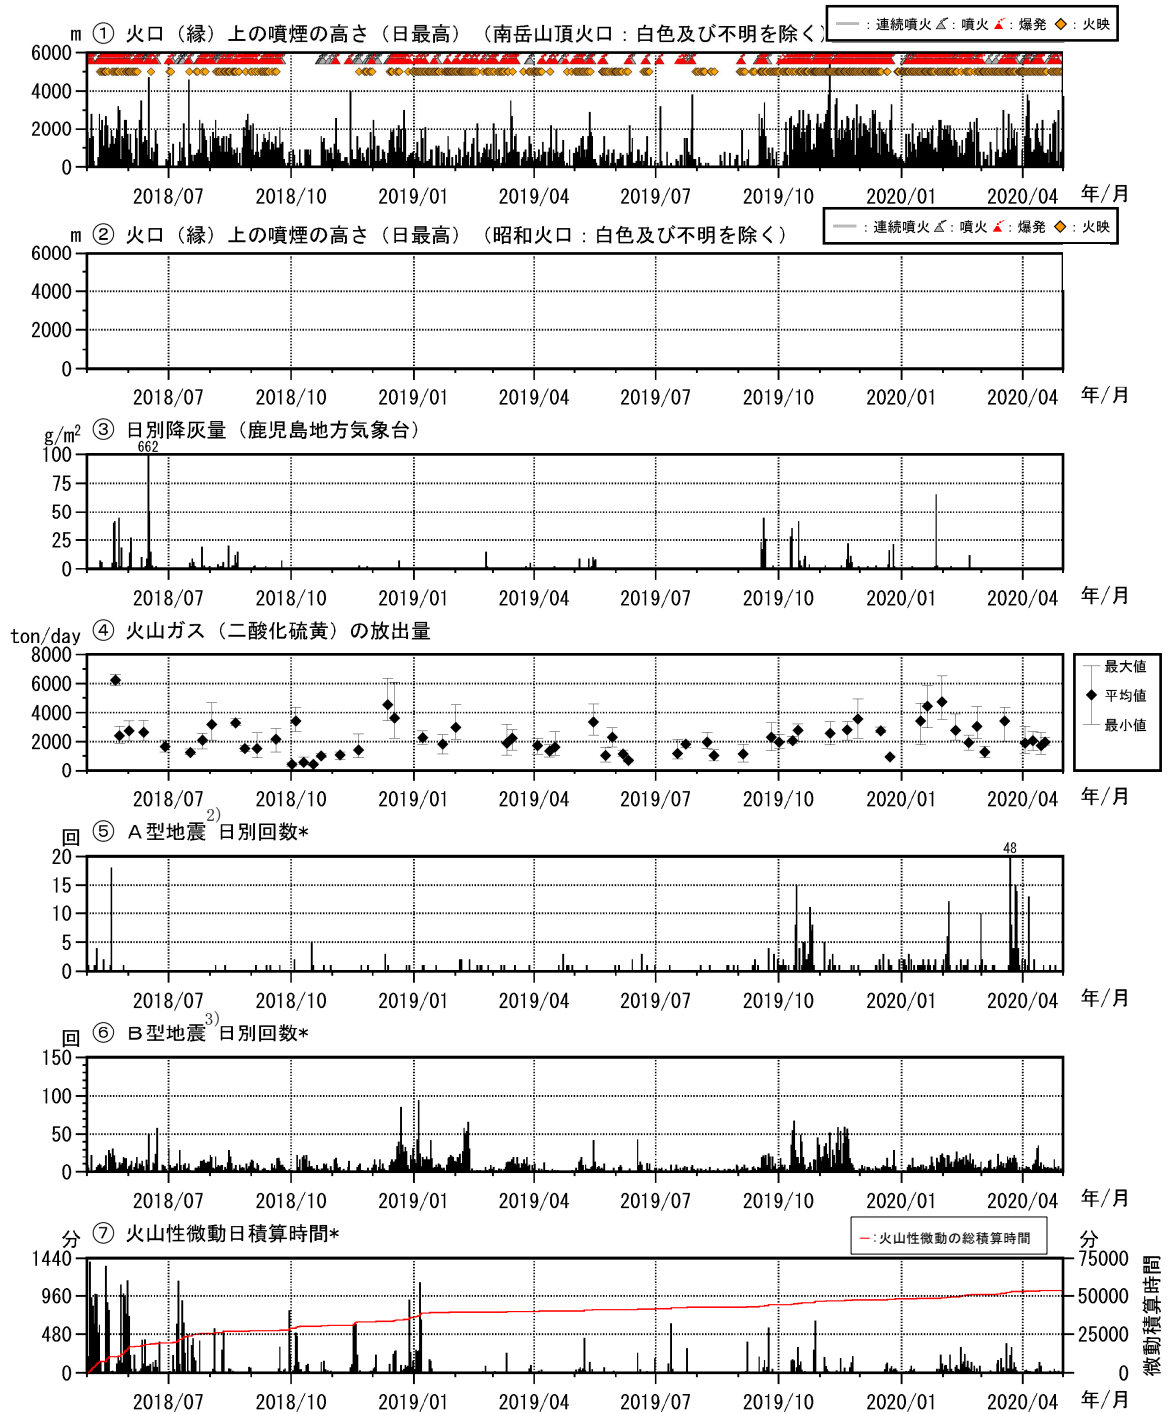 m ① 火口（縁）上の噴煙の高さ（日最高）（南岳山頂火口：白色及び不明を除く）
：連続噴火 ：噴火 ：爆発 ：火映
6000
4000
2000
0
2018/07 2018/10 2019/01 2019/04 2019/07 2019/10 2020/01 2020/04 年/月
m ② 火口（縁）上の噴煙の高さ（日最高）（昭和火口：白色及び不明を除く）
：連続噴火 ：噴火 ：爆発 ：火映
6000
4000
2000
0
2018/07 2018/10 2019/01 2019/04 2019/07 2019/10 2020/01 2020/04 年/月
g/m² ③ 日別降灰量（鹿児島地方気象台）
662
100
75
50
25
0
2018/07 2018/10 2019/01 2019/04 2019/07 2019/10 2020/01 2020/04 年/月
ton/day ④ 火山ガス（二酸化硫黄）の放出量
8000
6000
4000
2000
0
最大値
平均値
最小値
2018/07 2018/10 2019/01 2019/04 2019/07 2019/10 2020/01 2020/04 年/月
回 ⑤ A型地震2)日別回数*
48
20
15
10
5
0
2018/07 2018/10 2019/01 2019/04 2019/07 2019/10 2020/01 2020/04 年/月
回 ⑥ B型地震3)日別回数*
150
100
50
0
2018/07 2018/10 2019/01 2019/04 2019/07 2019/10 2020/01 2020/04 年/月
分 ⑦ 火山性微動日積算時間*
：火山性微動の総積算時間
分
1440
960
480
0
75000
50000
25000
0
微動積算時間
2018/07 2018/10 2019/01 2019/04 2019/07 2019/10 2020/01 2020/04 年/月